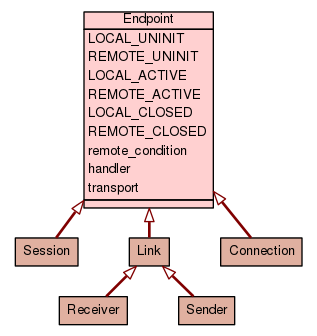 Endpoint
LOCAL_UNINIT
REMOTE_UNINIT
LOCAL_ACTIVE
REMOTE_ACTIVE
LOCAL_CLOSED
REMOTE_CLOSED
remote_condition
handler
transport
Session
Link
Connection
Receiver
Sender